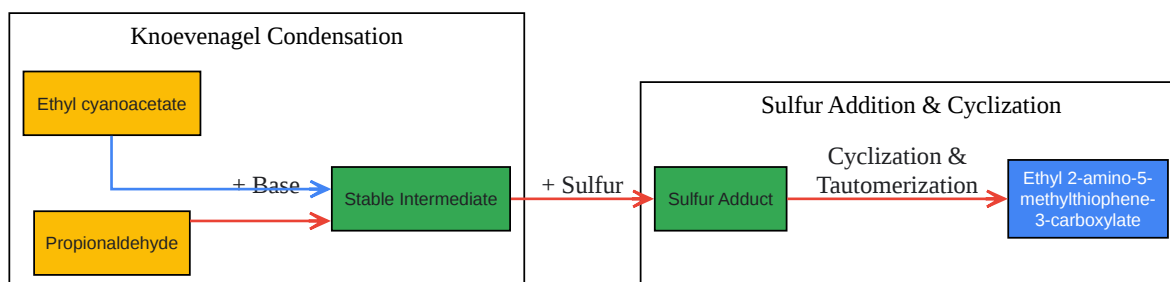 Knoevenagel Condensation
Ethyl cyanoacetate
+ Base
Propionaldehyde
Stable Intermediate
+ Sulfur
Sulfur Addition & Cyclization
Sulfur Adduct
Cyclization &
Tautomerization
Ethyl 2-amino-5-
methylthiophene-
3-carboxylate